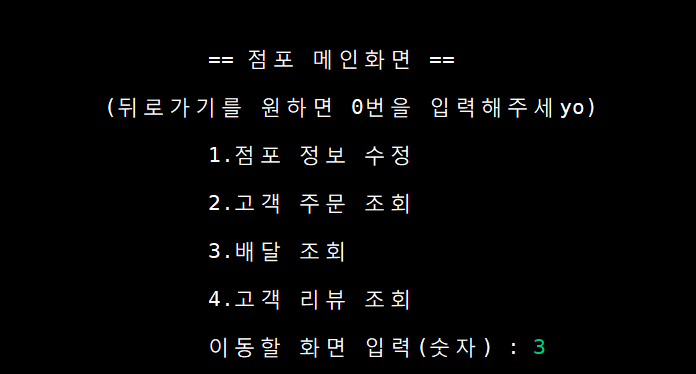 == 점포 메인화면 ==
(뒤로가기를 원하면 0번을 입력해주세yo)
1.점포 정보 수정
2.고객 주문 조회
3.배달 조회
4.고객 리뷰 조회
이동할 화면 입력(숫자) : 3